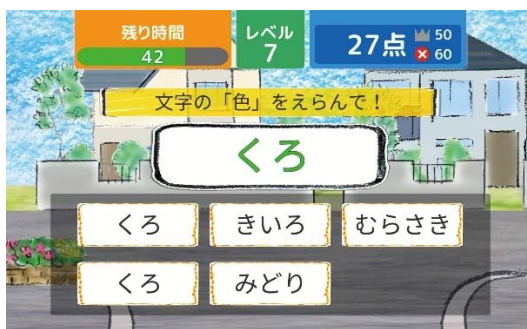 残り時間
42
レベル
7
27点
50
60
文字の「色」をえらんで！
くろ
くろ きいろ むらさき
くろ みどり